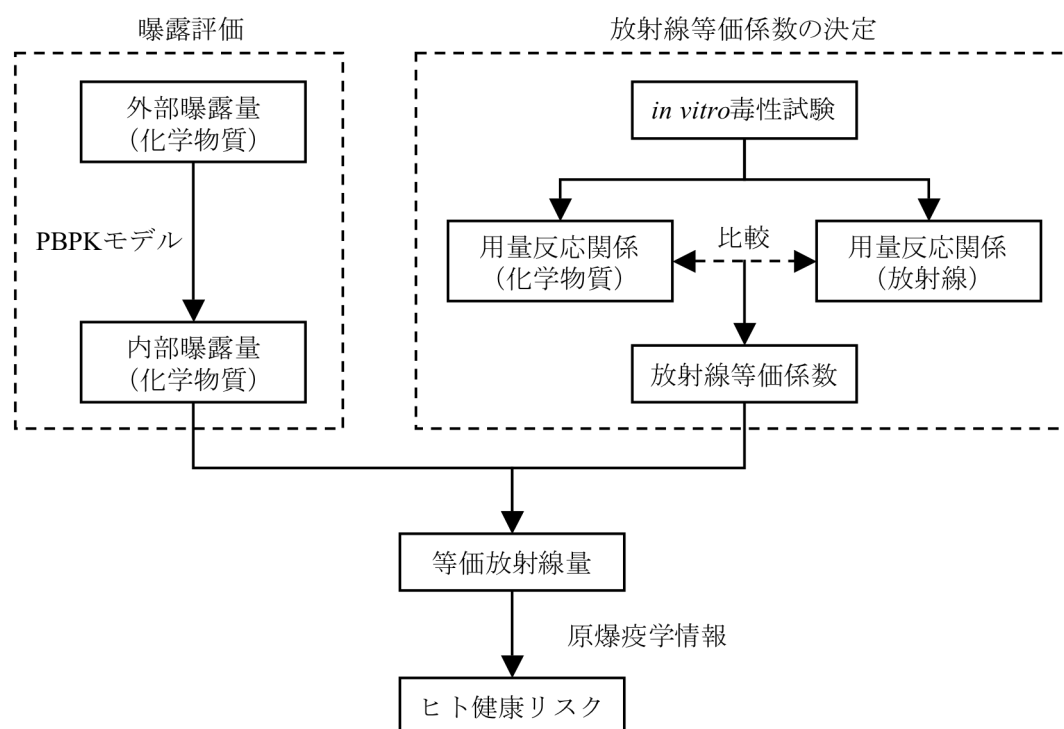 曝露評価
外部曝露量
（化学物質）
PBPKモデル
内部曝露量
（化学物質）
放射線等価係数の決定
in vitro毒性試験
用量反応関係
（化学物質）
比較
用量反応関係
（放射線）
放射線等価係数
等価放射線量
原爆疫学情報
ヒト健康リスク